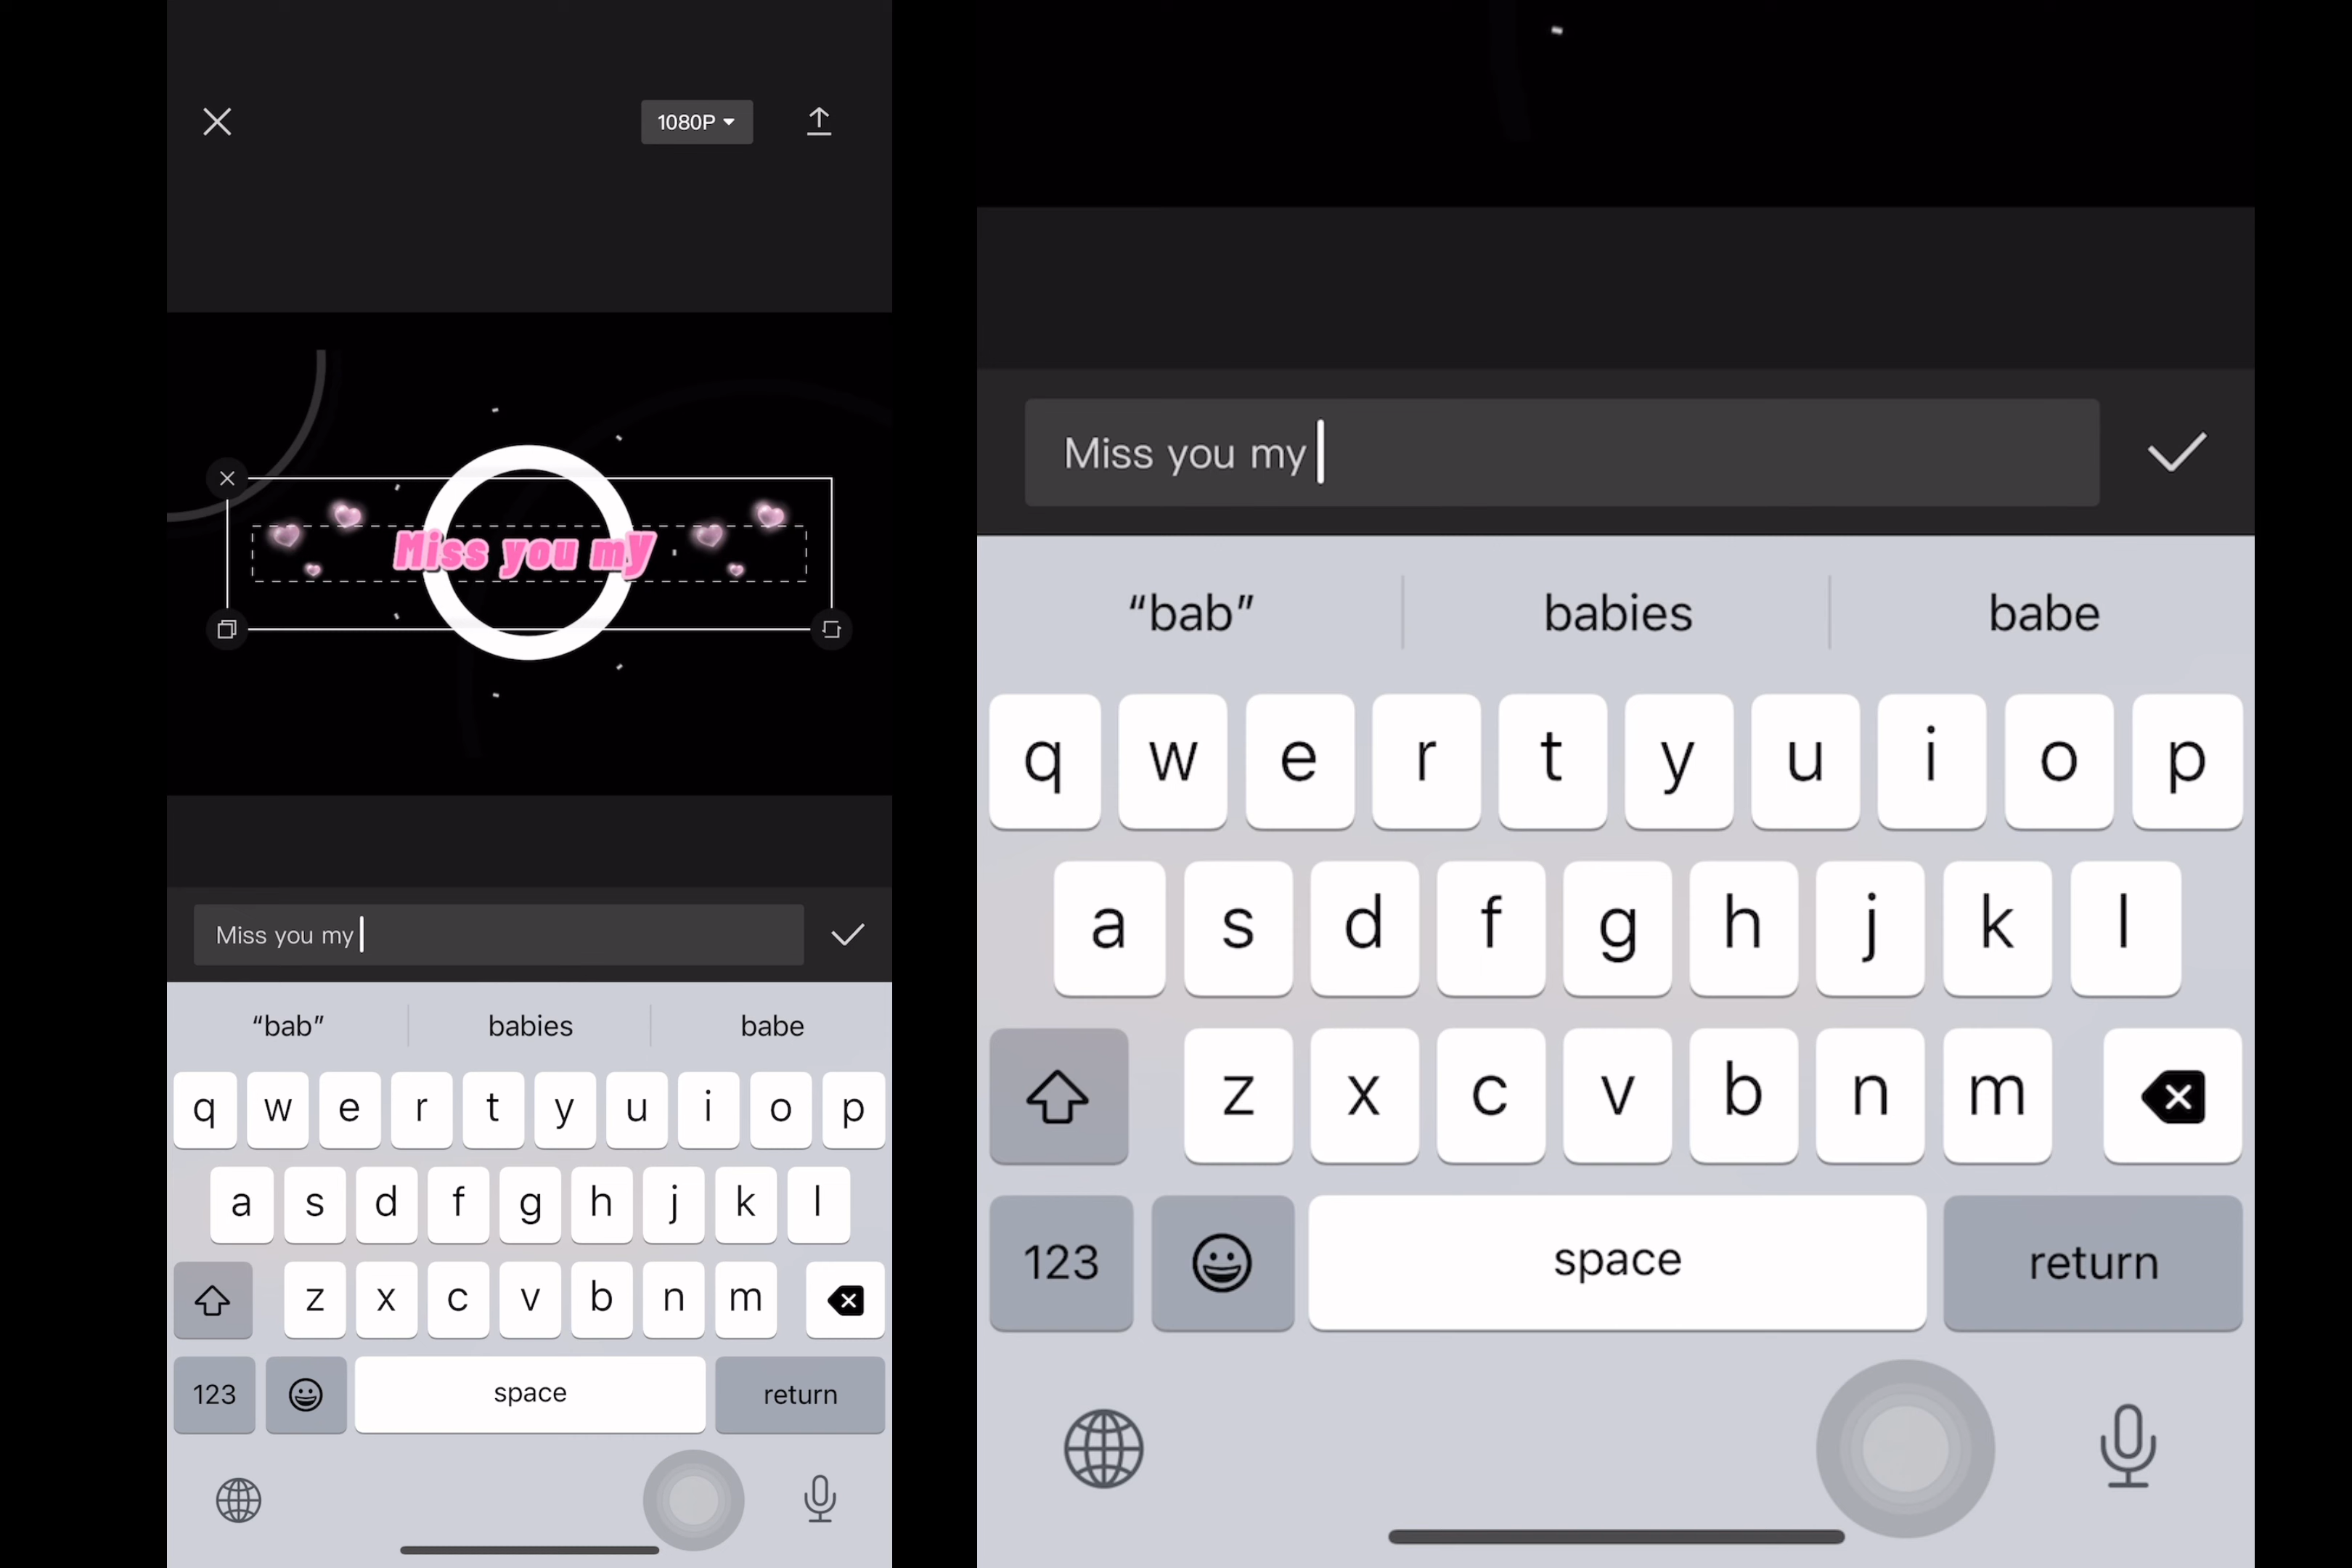 1080P
Miss you my
Miss you my
“bab” babies babe
q w e r t y u i o p
a s d f g h j k l
z x c v b n m
123 space return
Miss you my
“bab” babies babe
q w e r t y u i o p
a s d f g h j k l
z x c v b n m
123 space return